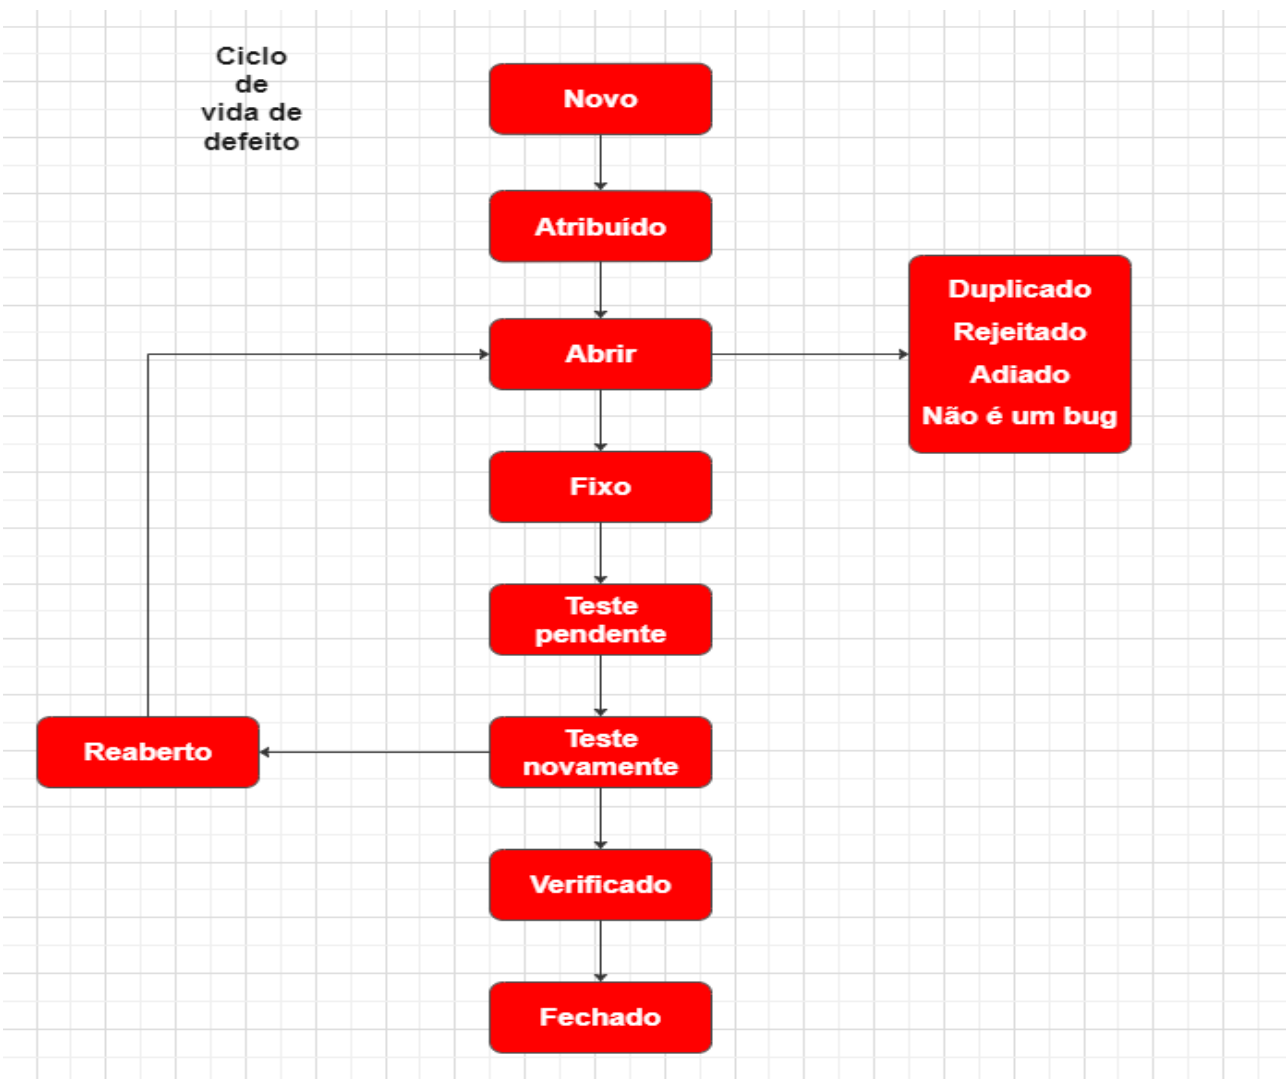 Ciclo
de
vida de
defeito
Novo
Atribuído
Abrir
Duplicado
Rejeitado
Adiado
Não é um bug
Fixo
Teste
pendente
Reaberto
Teste
novamente
Verificado
Fechado